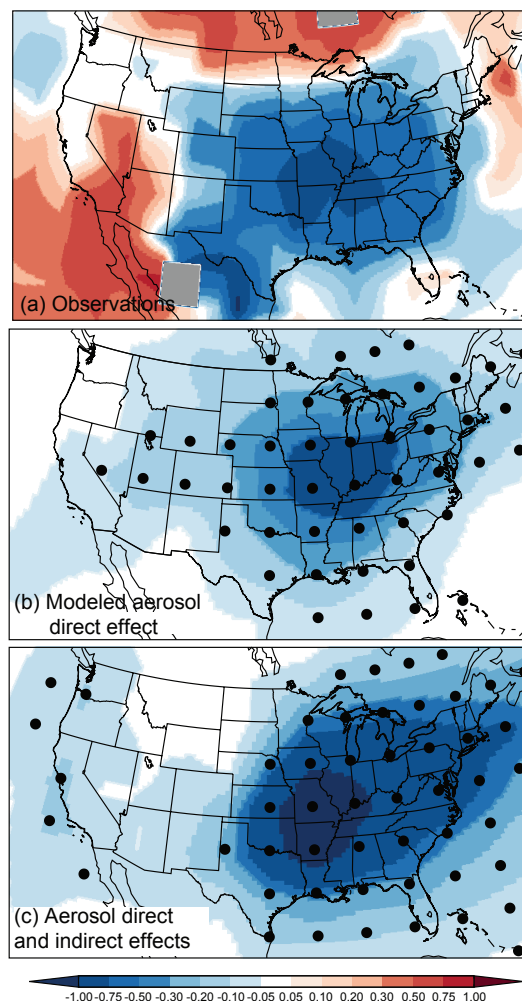 (a) Observations
(b) Modeled aerosol
direct effect
(c) Aerosol direct
and indirect effects
-1.00 -0.75 -0.50 -0.30 -0.20 -0.10 -0.05 0.05 0.10 0.20 0.30 0.50 0.75 1.00